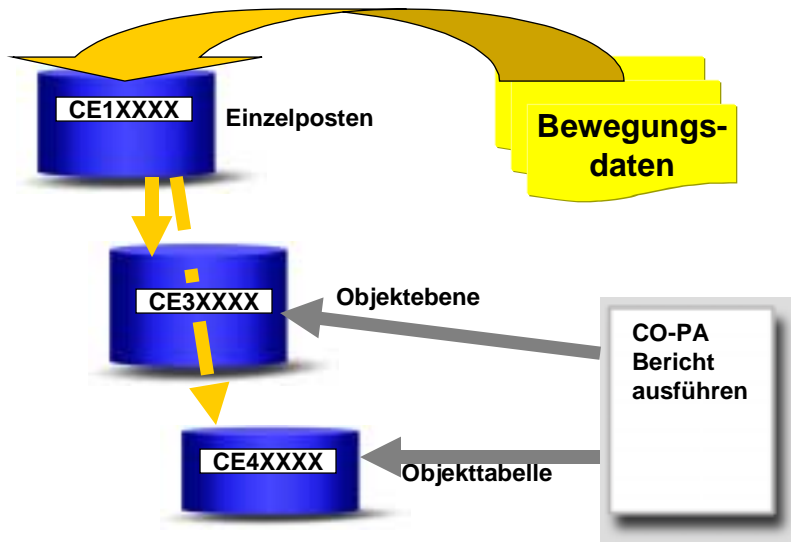 CE1XXXX
Einzelposten
Bewegungs-
daten
CE3XXXX
Objektebene
CO-PA
Bericht
ausführen
CE4XXXX
Objekttabelle